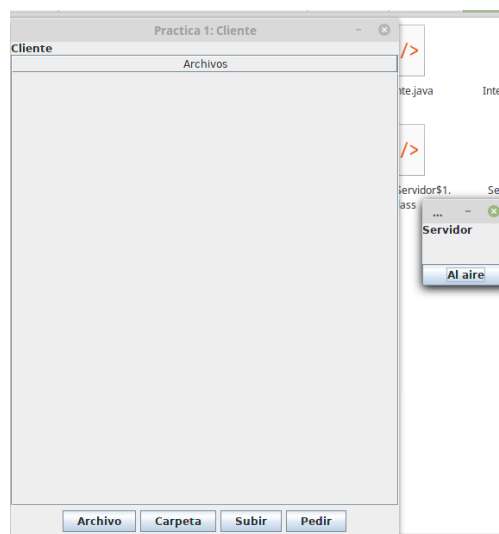 Practica 1: Cliente
Cliente
Archivos
Archivo Carpeta Subir Pedir
nte.java Inte
Servidor$1. Se
ass
...
Servidor
Al aire